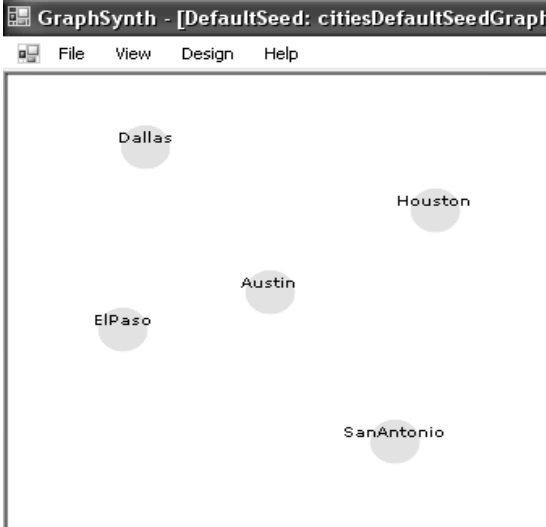 GraphSynth - [DefaultSeed: citiesDefaultSeedGraph
File View Design Help
Dallas
Houston
Austin
ElPaso
SanAntonio